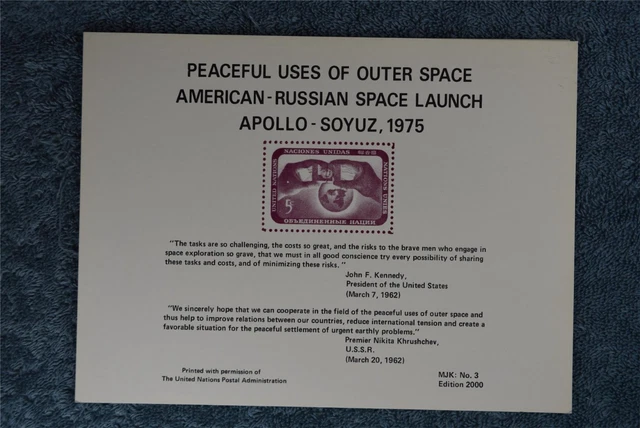 PEACEFUL USES OF OUTER SPACE
AMERICAN-RUSSIAN SPACE LAUNCH
APOLLO-SOYUZ, 1975
NACIONES UNIDAS
UNITED NATIONS
NATIONS UNIES
5c
ОБЪЕДИНЕННЫЕ НАЦИИ
"The tasks are so challenging, the costs so great, and the risks to the brave men who engage in
space exploration so grave, that we must in all good conscience try every possibility of sharing
these tasks and costs, and of minimizing these risks."
John F. Kennedy,
President of the United States
(March 7, 1962)
"We sincerely hope that we can cooperate in the field of the peaceful uses of outer space and
thus help to improve relations between our countries, reduce international tension and create a
favorable situation for the peaceful settlement of urgent earthly problems."
Premier Nikita Khrushchev,
U.S.S.R.
(March 20, 1962)
Printed with permission of
The United Nations Postal Administration
MJK: No. 3
Edition 2000